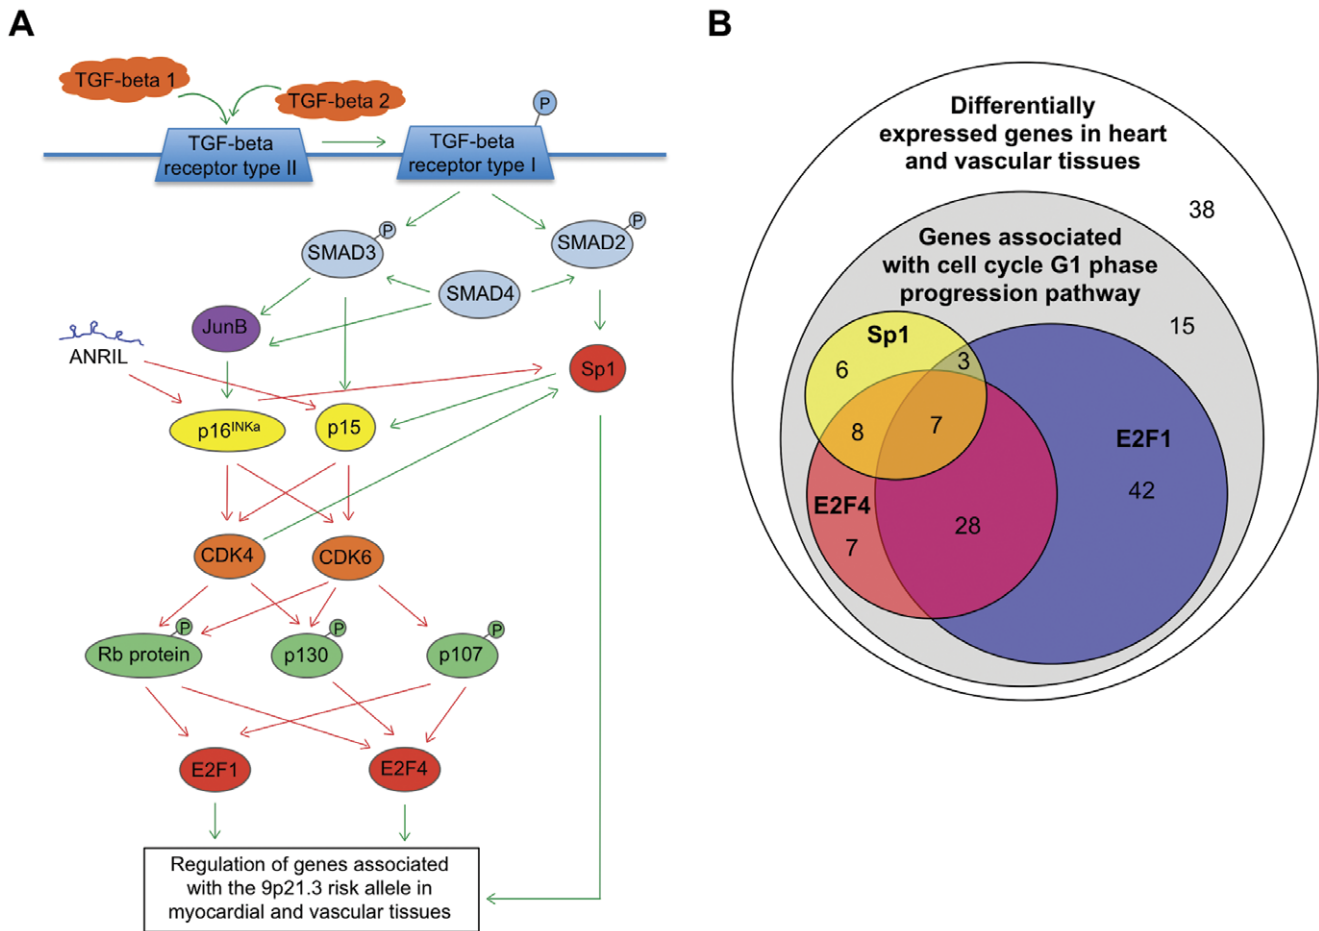 A
TGF-beta 1
TGF-beta 2
P
TGF-beta
receptor type II
TGF-beta
receptor type I
SMAD3
P
SMAD2
P
SMAD4
JunB
ANRIL
Sp1
p16INKa
p15
CDK4
CDK6
Rb protein
P
p130
P
p107
P
E2F1
E2F4
Regulation of genes associated
with the 9p21.3 risk allele in
myocardial and vascular tissues
B
Differentially
expressed genes in heart
and vascular tissues
38
Genes associated
with cell cycle G1 phase
progression pathway
15
Sp1
6
3
8
7
E2F1
42
E2F4
7
28